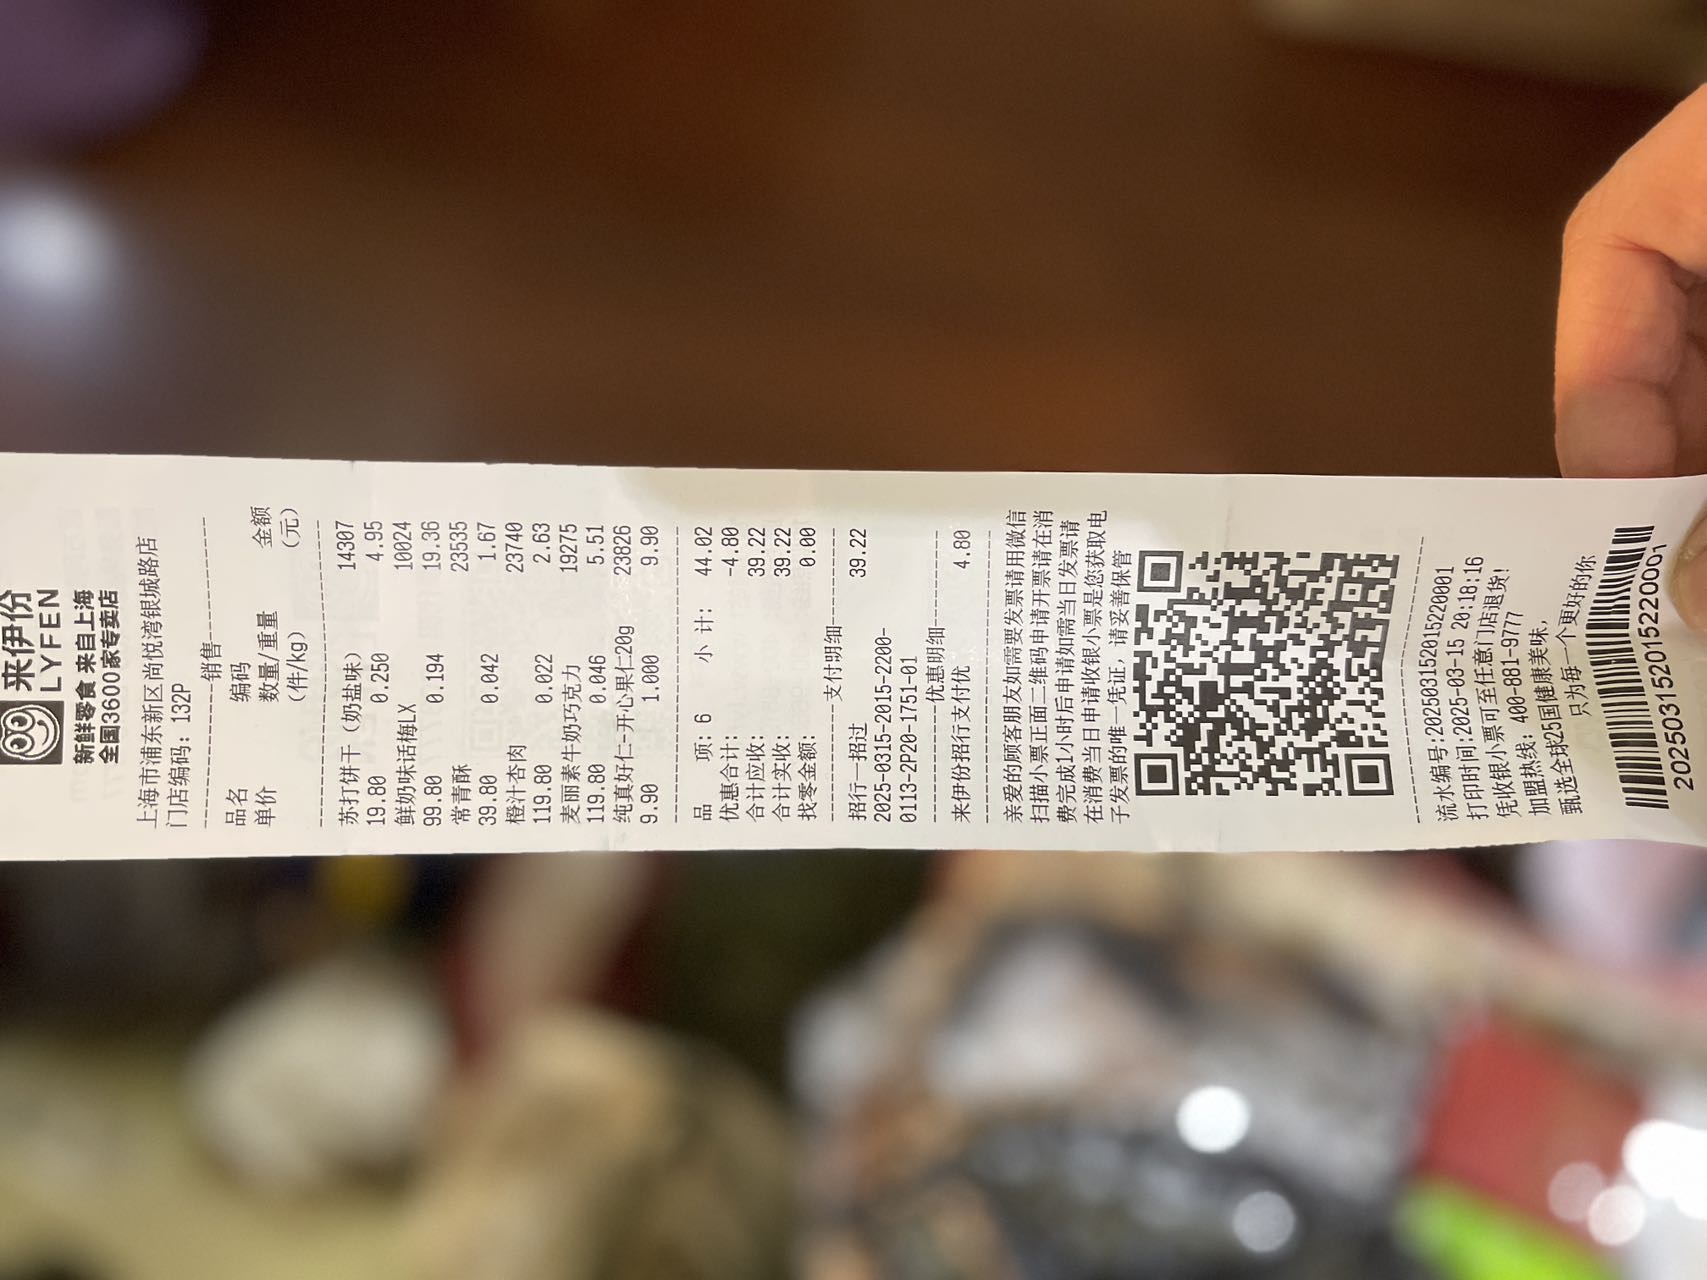 来伊份
LYFEN
新鲜零食 来自上海
全国3600家专卖店
上海市浦东新区尚悦湾银城路店
门店编码: 132P
销售
品名 编码 金额
单价 数量/重量 (元)
(件/kg)
苏打饼干 (奶盐味) 14307
19.80 0.250 4.95
鲜奶味话梅LX 10024
99.80 0.194 19.36
常青酥 23535
39.80 0.042 1.67
橙汁杏肉 23740
119.80 0.022 2.63
麦丽素牛奶巧克力 19275
119.80 0.046 5.51
纯真好仁-开心果仁20g 23826
9.90 1.000 9.90
品 项: 6 小 计: 44.02
优惠合计: -4.80
合计应收: 39.22
合计实收: 39.22
找零金额: 0.00
支付明细
招行一招过 39.22
2025-0315-2015-2200-
0113-2P20-1751-01
优惠明细
来伊份招行支付优 4.80
亲爱的顾客朋友如需要发票请用微信
扫描小票正面二维码申请开票请在消
费完成1小时后申请如需当日发票请
在消费当日申请收银小票是您获取电
子发票的唯一凭证, 请妥善保管
流水编号:202503152015220001
打印时间:2025-03-15 20:18:16
凭收银小票可至任意门店退货!
加盟热线: 400-881-9777
甄选全球25国健康美味,
只为每一个更好的你
202503152015220001